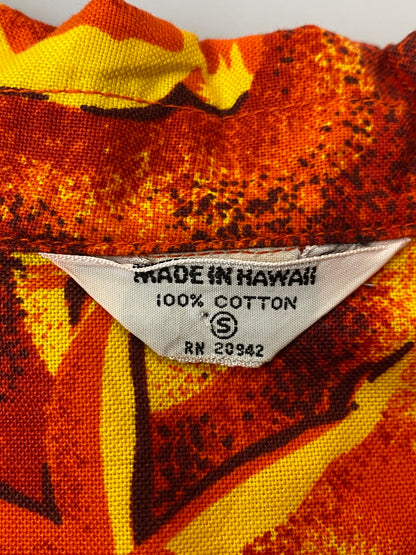 MADE IN HAWAII
100% COTTON
S
RN 20942